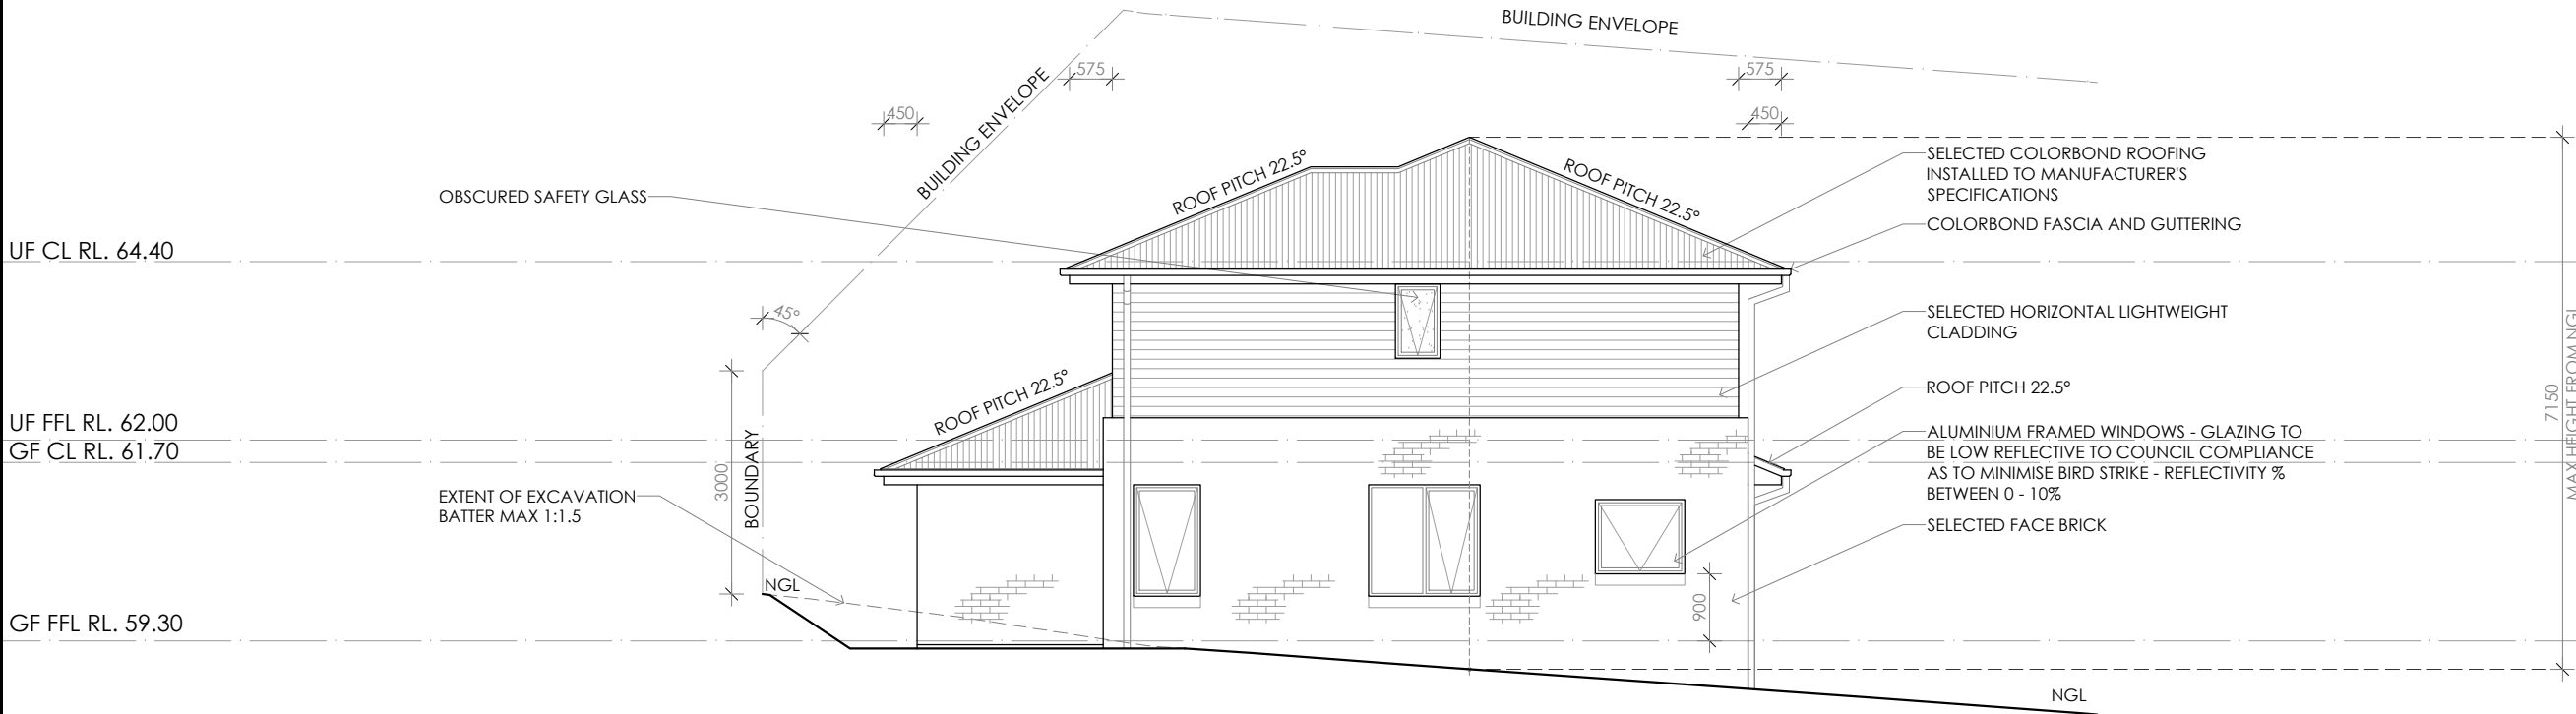 BUILDING ENVELOPE
575
575
BUILDING ENVELOPE
450
450
ROOF PITCH 22.5°
ROOF PITCH 22.5°
SELECTED COLORBOND ROOFING
INSTALLED TO MANUFACTURER'S
SPECIFICATIONS
OBSCURED SAFETY GLASS
COLORBOND FASCIA AND GUTTERING
UF CL RL. 64.40
45°
SELECTED HORIZONTAL LIGHTWEIGHT
CLADDING
ROOF PITCH 22.5°
ROOF PITCH 22.5°
UF FFL RL. 62.00
GF CL RL. 61.70
3000
BOUNDARY
ALUMINIUM FRAMED WINDOWS - GLAZING TO
BE LOW REFLECTIVE TO COUNCIL COMPLIANCE
AS TO MINIMISE BIRD STRIKE - REFLECTIVITY %
BETWEEN 0 - 10%
7150
MAX HEIGHT FROM NGL
EXTENT OF EXCAVATION
BATTER MAX 1:1.5
SELECTED FACE BRICK
NGL
900
GF FFL RL. 59.30
NGL